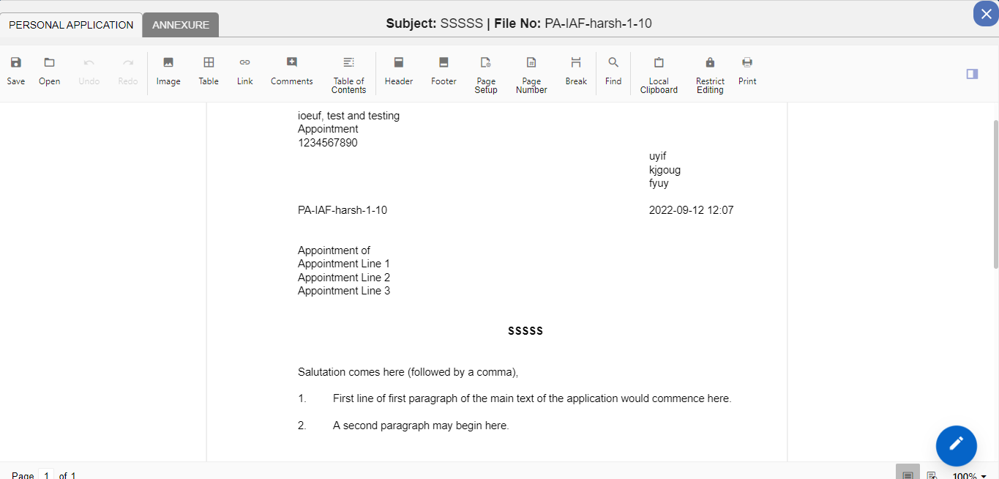 PERSONAL APPLICATION
ANNEXURE
Subject: SSSSS | File No: PA-IAF-harsh-1-10
Save
Open
Undo
Redo
Image
Table
Link
Comments
Table of
Contents
Header
Footer
Page
Setup
Page
Number
Break
Find
Local
Clipboard
Restrict
Editing
Print
ioeuf, test and testing
Appointment
1234567890
uyif
kjgoug
fyuy
PA-IAF-harsh-1-10 2022-09-12 12:07
Appointment of
Appointment Line 1
Appointment Line 2
Appointment Line 3
SSSSS
Salutation comes here (followed by a comma),
1. First line of first paragraph of the main text of the application would commence here.
2. A second paragraph may begin here.
Page 1 of 1 100%